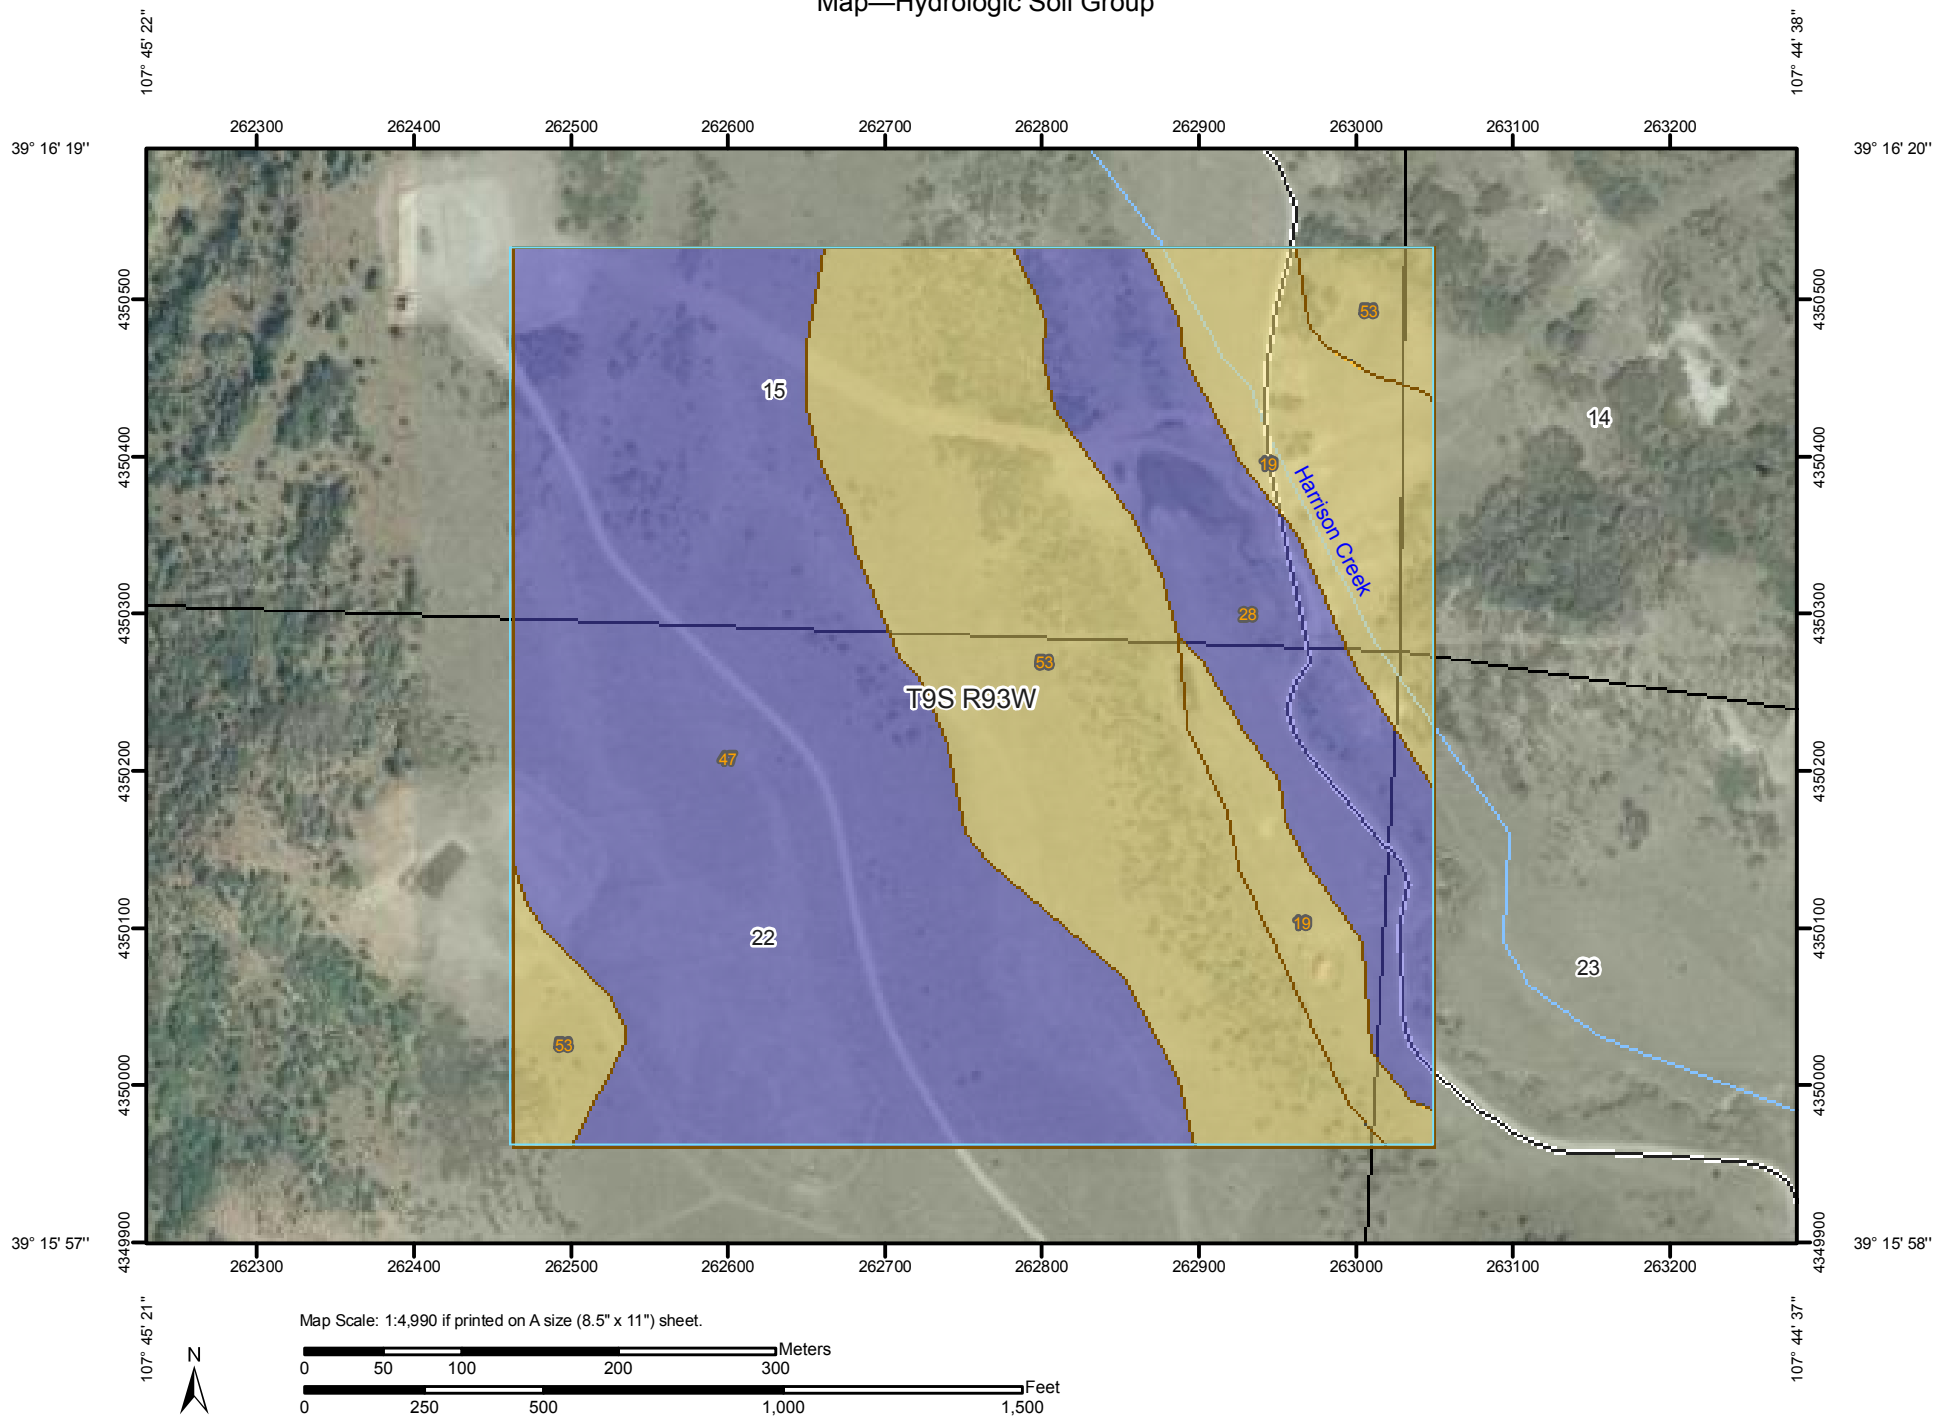 Map—Hydrologic Soil Group
107° 45' 22"
107° 44' 38"
262300 262400 262500 262600 262700 262800 262900 263000 263100 263200
39° 16' 19"
39° 16' 20"
4350500
4350500
53
15
14
4350400
4350400
19
Harrison Creek
4350300
4350300
28
53
T9S R93W
47
4350200
4350200
19
22
4350100
4350100
23
53
4350000
4350000
4349900
4349900
39° 15' 57"
39° 15' 58"
262300 262400 262500 262600 262700 262800 262900 263000 263100 263200
107° 45' 21"
107° 44' 37"
Map Scale: 1:4,990 if printed on A size (8.5" x 11") sheet.
N
Meters
0 50 100 200 300
Feet
0 250 500 1,000 1,500